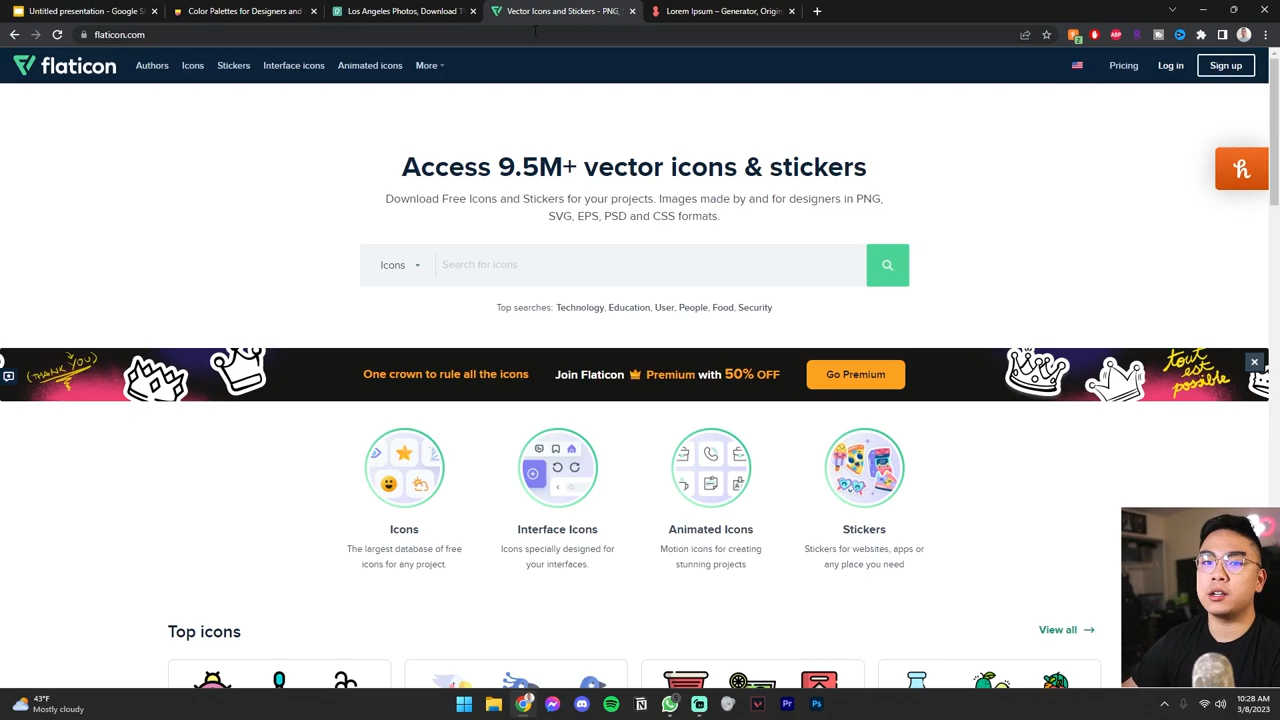 Untitled presentation - Google S
Color Palettes for Designers and
Los Angeles Photos, Download T
Vector Icons and Stickers - PNG,
Lorem Ipsum – Generator, Origin
flaticon.com
2
ABP
flaticon
Authors
Icons
Stickers
Interface icons
Animated icons
More
Pricing
Log in
Sign up
Access 9.5M+ vector icons & stickers
Download Free Icons and Stickers for your projects. Images made by and for designers in PNG,
SVG, EPS, PSD and CSS formats.
Icons
Search for icons
Top searches: Technology, Education, User, People, Food, Security
(THANK YOU)
One crown to rule all the icons
Join Flaticon Premium with 50% OFF
Go Premium
tout
est
possible
Icons
The largest database of free
icons for any project.
Interface Icons
Icons specially designed for
your interfaces.
Animated Icons
Motion icons for creating
stunning projects
Stickers
Stickers for websites, apps or
any place you need
Top icons
View all
43°F
Mostly cloudy
Pr
Ps
10:28 AM
3/8/2023